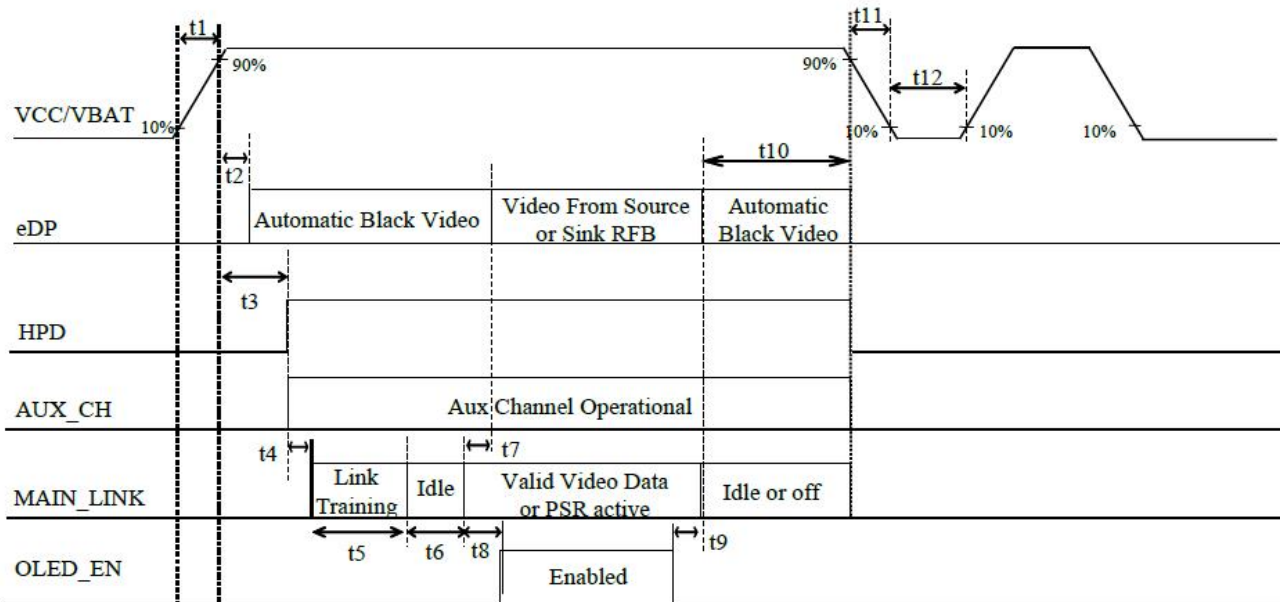 t1
t11
90%
90%
t12
VCC/VBAT
10%
10%
10%
10%
t2
t10
Automatic Black Video
Video From Source
or Sink RFB
Automatic
Black Video
eDP
t3
HPD
AUX_CH
Aux Channel Operational
t4
t7
MAIN_LINK
Link
Training
Idle
Valid Video Data
or PSR active
Idle or off
t5
t6
t8
t9
OLED_EN
Enabled